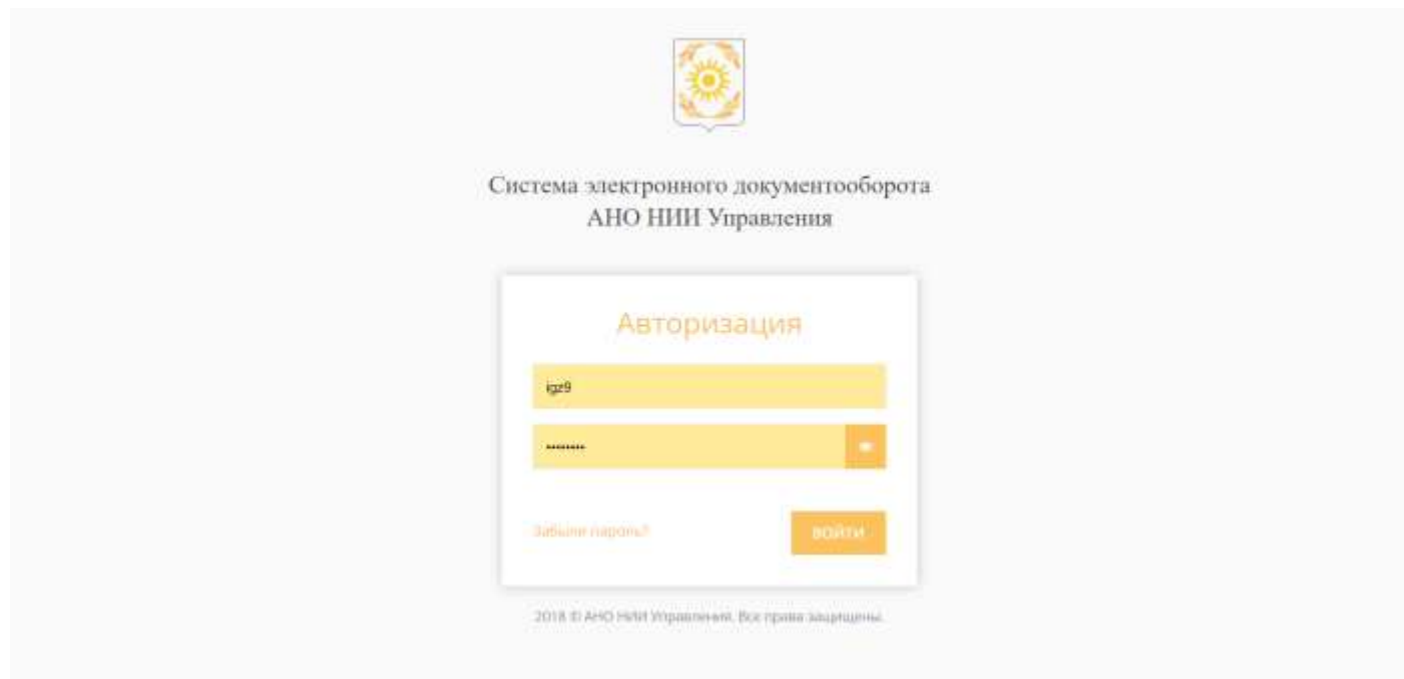 Система электронного документооборота
АНО НИИ Управления
Авторизация
igz9
••••••••
Забыли пароль?
ВОЙТИ
2018 © АНО НИИ Управления. Все права защищены.